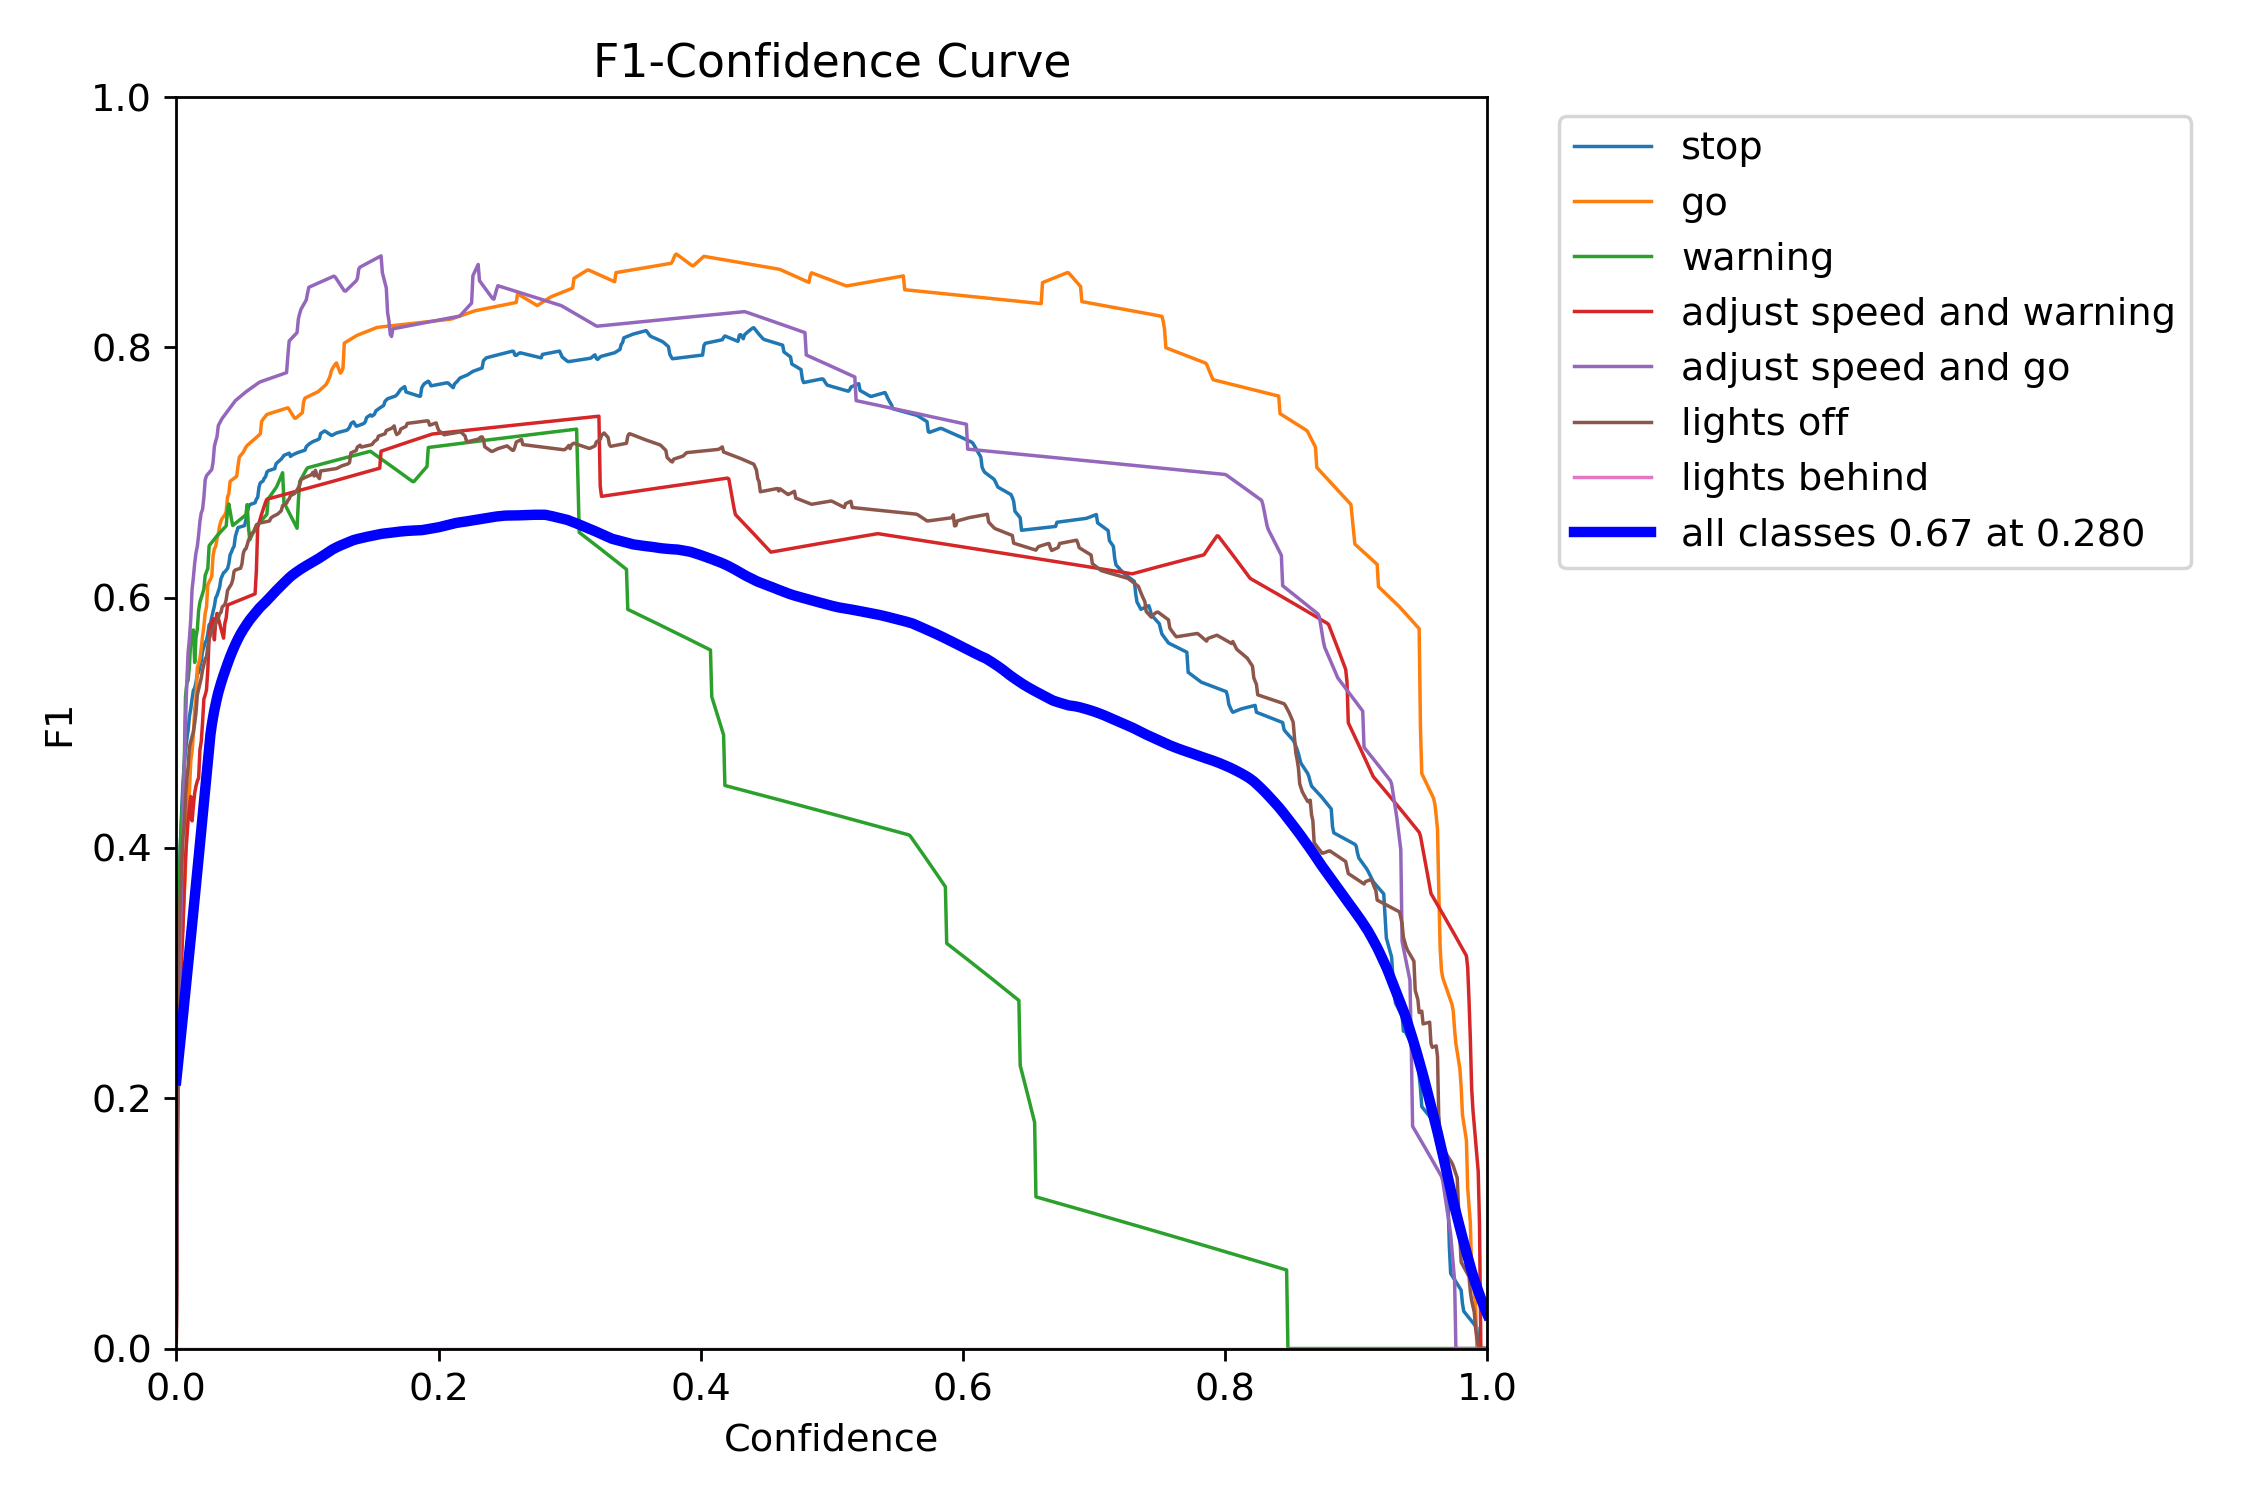 F1-Confidence Curve
1.0
0.8
0.6
0.4
0.2
0.0
F1
0.0 0.2 0.4 0.6 0.8 1.0
Confidence
stop
go
warning
adjust speed and warning
adjust speed and go
lights off
lights behind
all classes 0.67 at 0.280